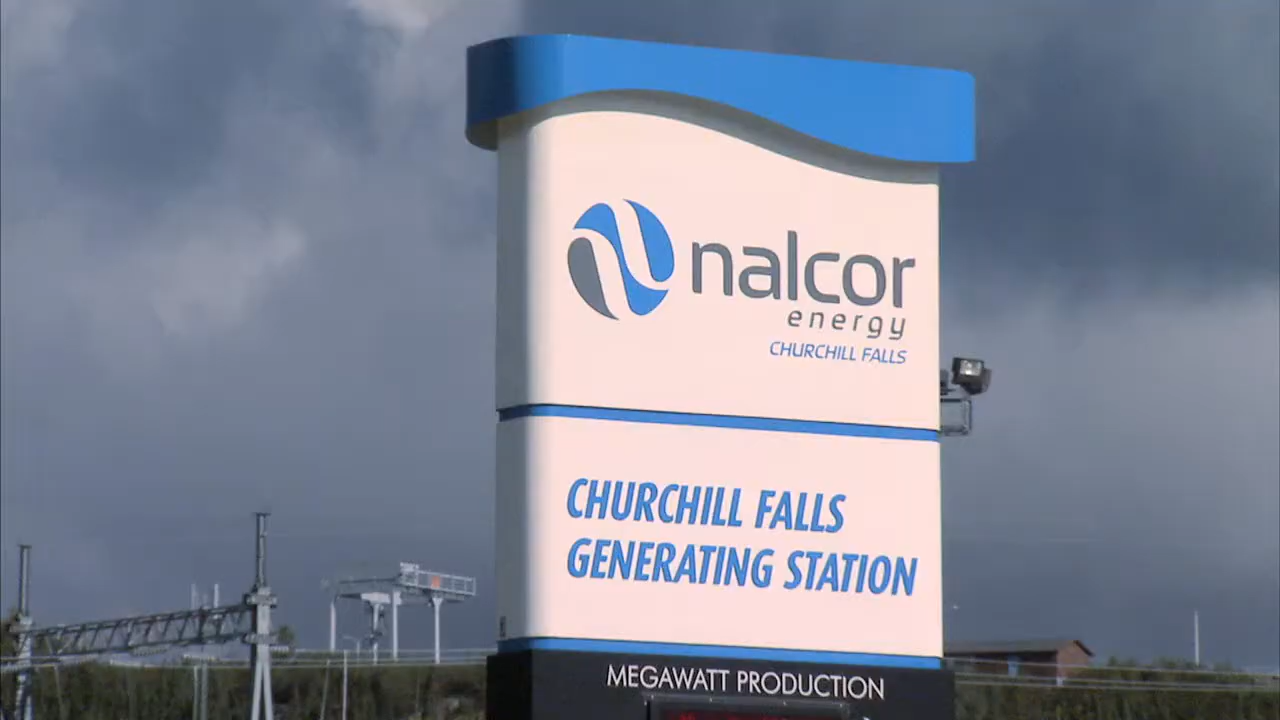 nalcor
energy
CHURCHILL FALLS
CHURCHILL FALLS
GENERATING STATION
MEGAWATT PRODUCTION